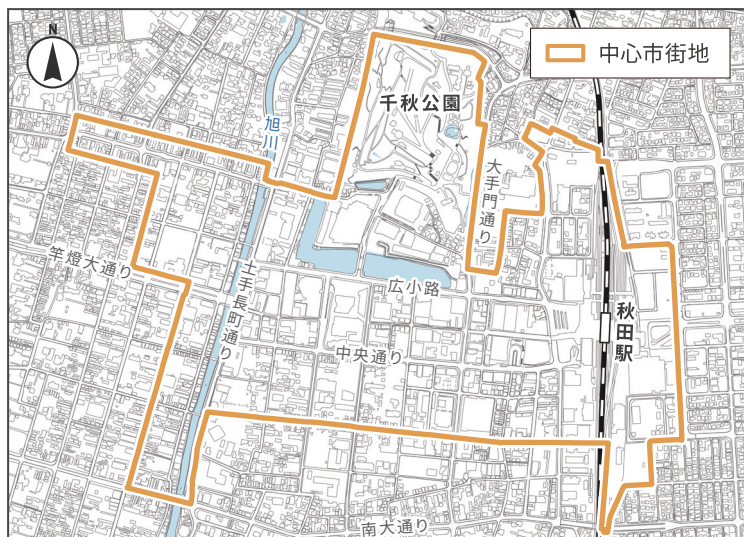 N
中心市街地
千秋公園
旭川
大手門通り
竿燈大通り
土手長町通り
広小路
秋田駅
中央通り
南大通り